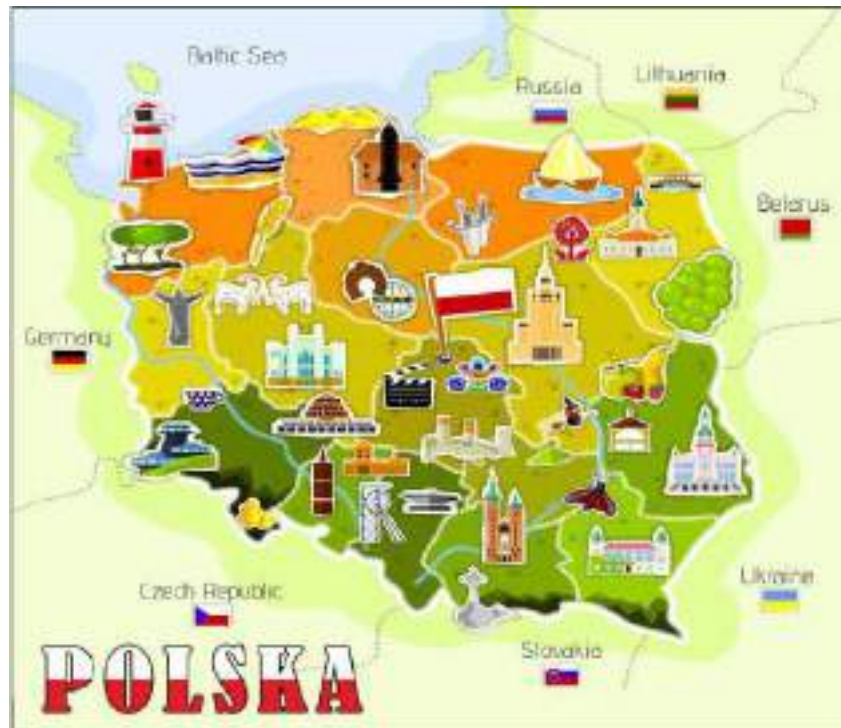 Baltic Sea
Lithuania
Russia
Belarus
Germany
Czech Republic
Ukraine
Slovakia
POLSKA